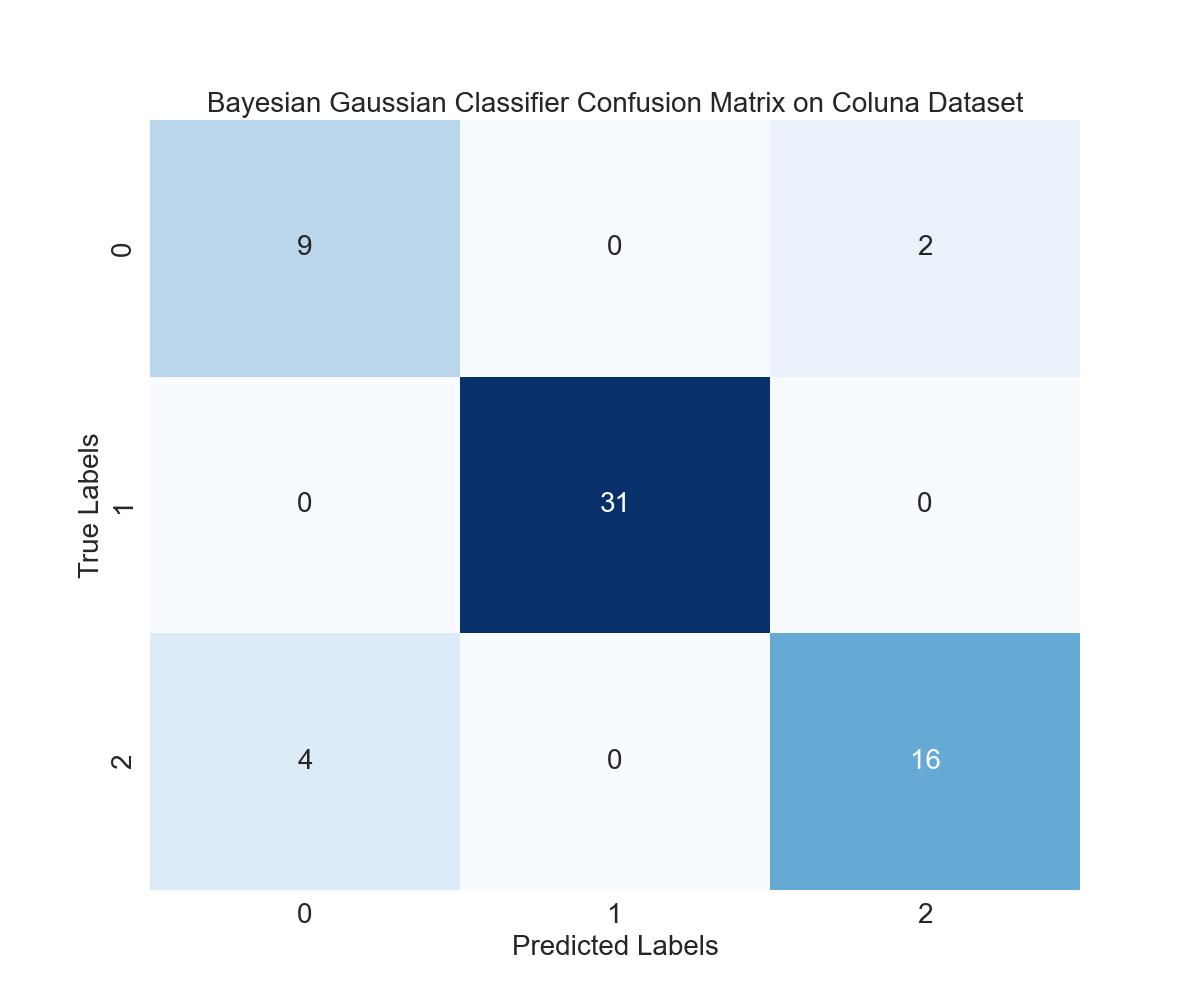 Bayesian Gaussian Classifier Confusion Matrix on Coluna Dataset
True Labels
0 9 0 2
1 0 31 0
2 4 0 16
0 1 2
Predicted Labels